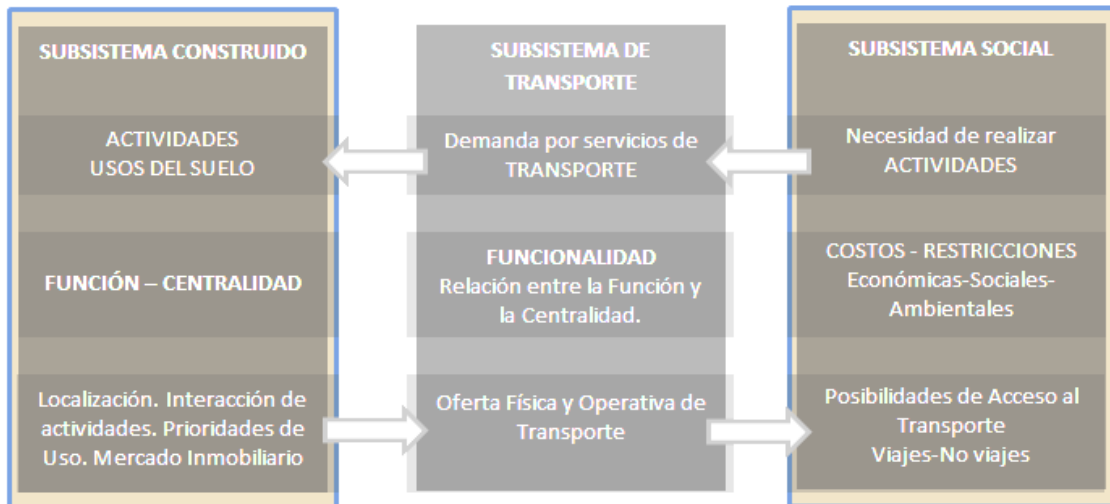 SUBSISTEMA CONSTRUIDO
ACTIVIDADES
USOS DEL SUELO
FUNCIÓN – CENTRALIDAD
Localización. Interacción de
actividades. Prioridades de
Uso. Mercado Inmobiliario
SUBSISTEMA DE
TRANSPORTE
Demanda por servicios de
TRANSPORTE
FUNCIONALIDAD
Relación entre la Función y
la Centralidad.
Oferta Física y Operativa de
Transporte
SUBSISTEMA SOCIAL
Necesidad de realizar
ACTIVIDADES
COSTOS - RESTRICCIONES
Económicas-Sociales-
Ambientales
Posibilidades de Acceso al
Transporte
Viajes-No viajes